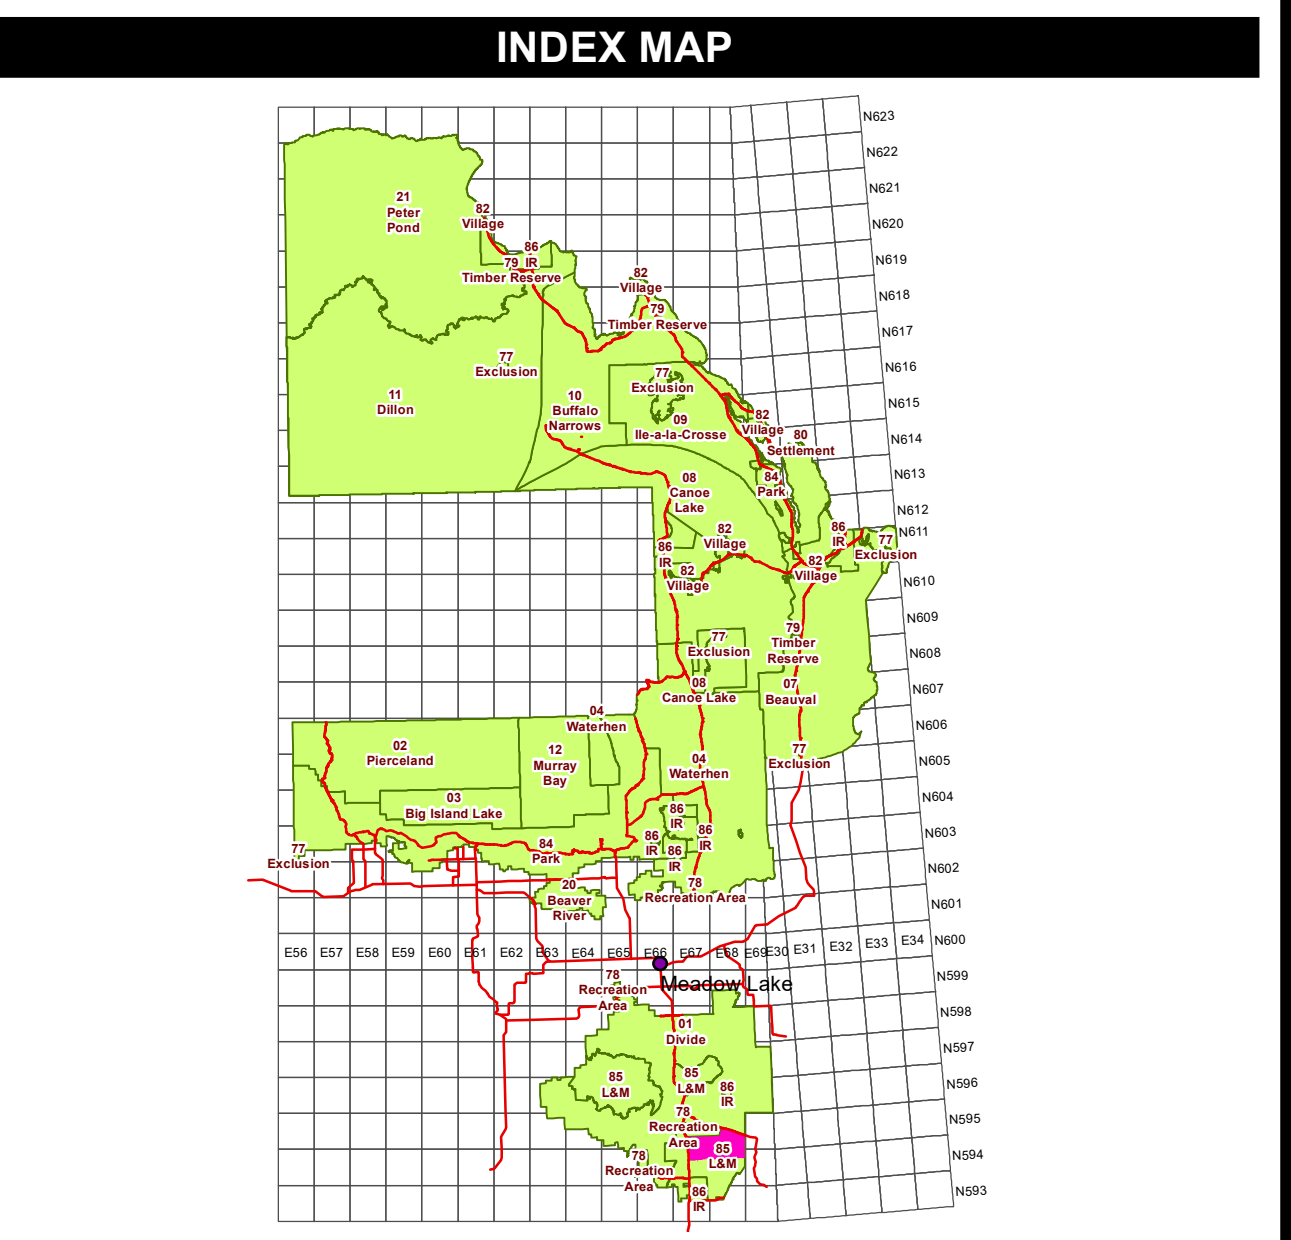 INDEX MAP
N623
N622
N621
N620
N619
N618
N617
N616
N615
N614
N613
N612
N611
N610
N609
N608
N607
N606
N605
N604
N603
N602
N601
N600
N599
N598
N597
N596
N595
N594
N593
21
Peter
Pond
82
Village
86
IR
79
Timber Reserve
82
Village
79
Timber Reserve
77
Exclusion
11
Dillon
10
Buffalo
Narrows
77
Exclusion
09
Ile-a-la-Crosse
82
Village
80
Settlement
84
Park
08
Canoe
Lake
82
Village
86
IR
82
Village
86
IR
77
Exclusion
82
Village
79
Timber
Reserve
77
Exclusion
08
Canoe Lake
07
Beauval
04
Waterhen
02
Pierceland
12
Murray
Bay
04
Waterhen
77
Exclusion
03
Big Island Lake
86
IR
86
IR
86
IR
86
IR
84
Park
77
Exclusion
20
Beaver
River
78
Recreation Area
E56 E57 E58 E59 E60 E61 E62 E63 E64 E65 E66 E67 E68 E69 E30 E31 E32 E33 E34
Meadow Lake
78
Recreation
Area
01
Divide
85
L&M
85
L&M
86
IR
78
Recreation
Area
85
L&M
78
Recreation
Area
86
IR